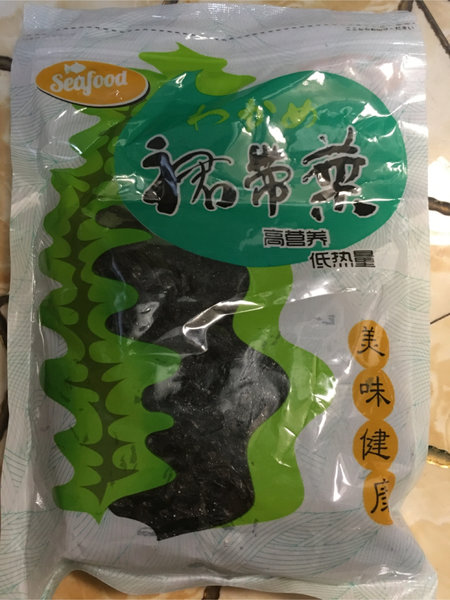 Seafood
わかめ
裙带菜
高营养
低热量
美味健康